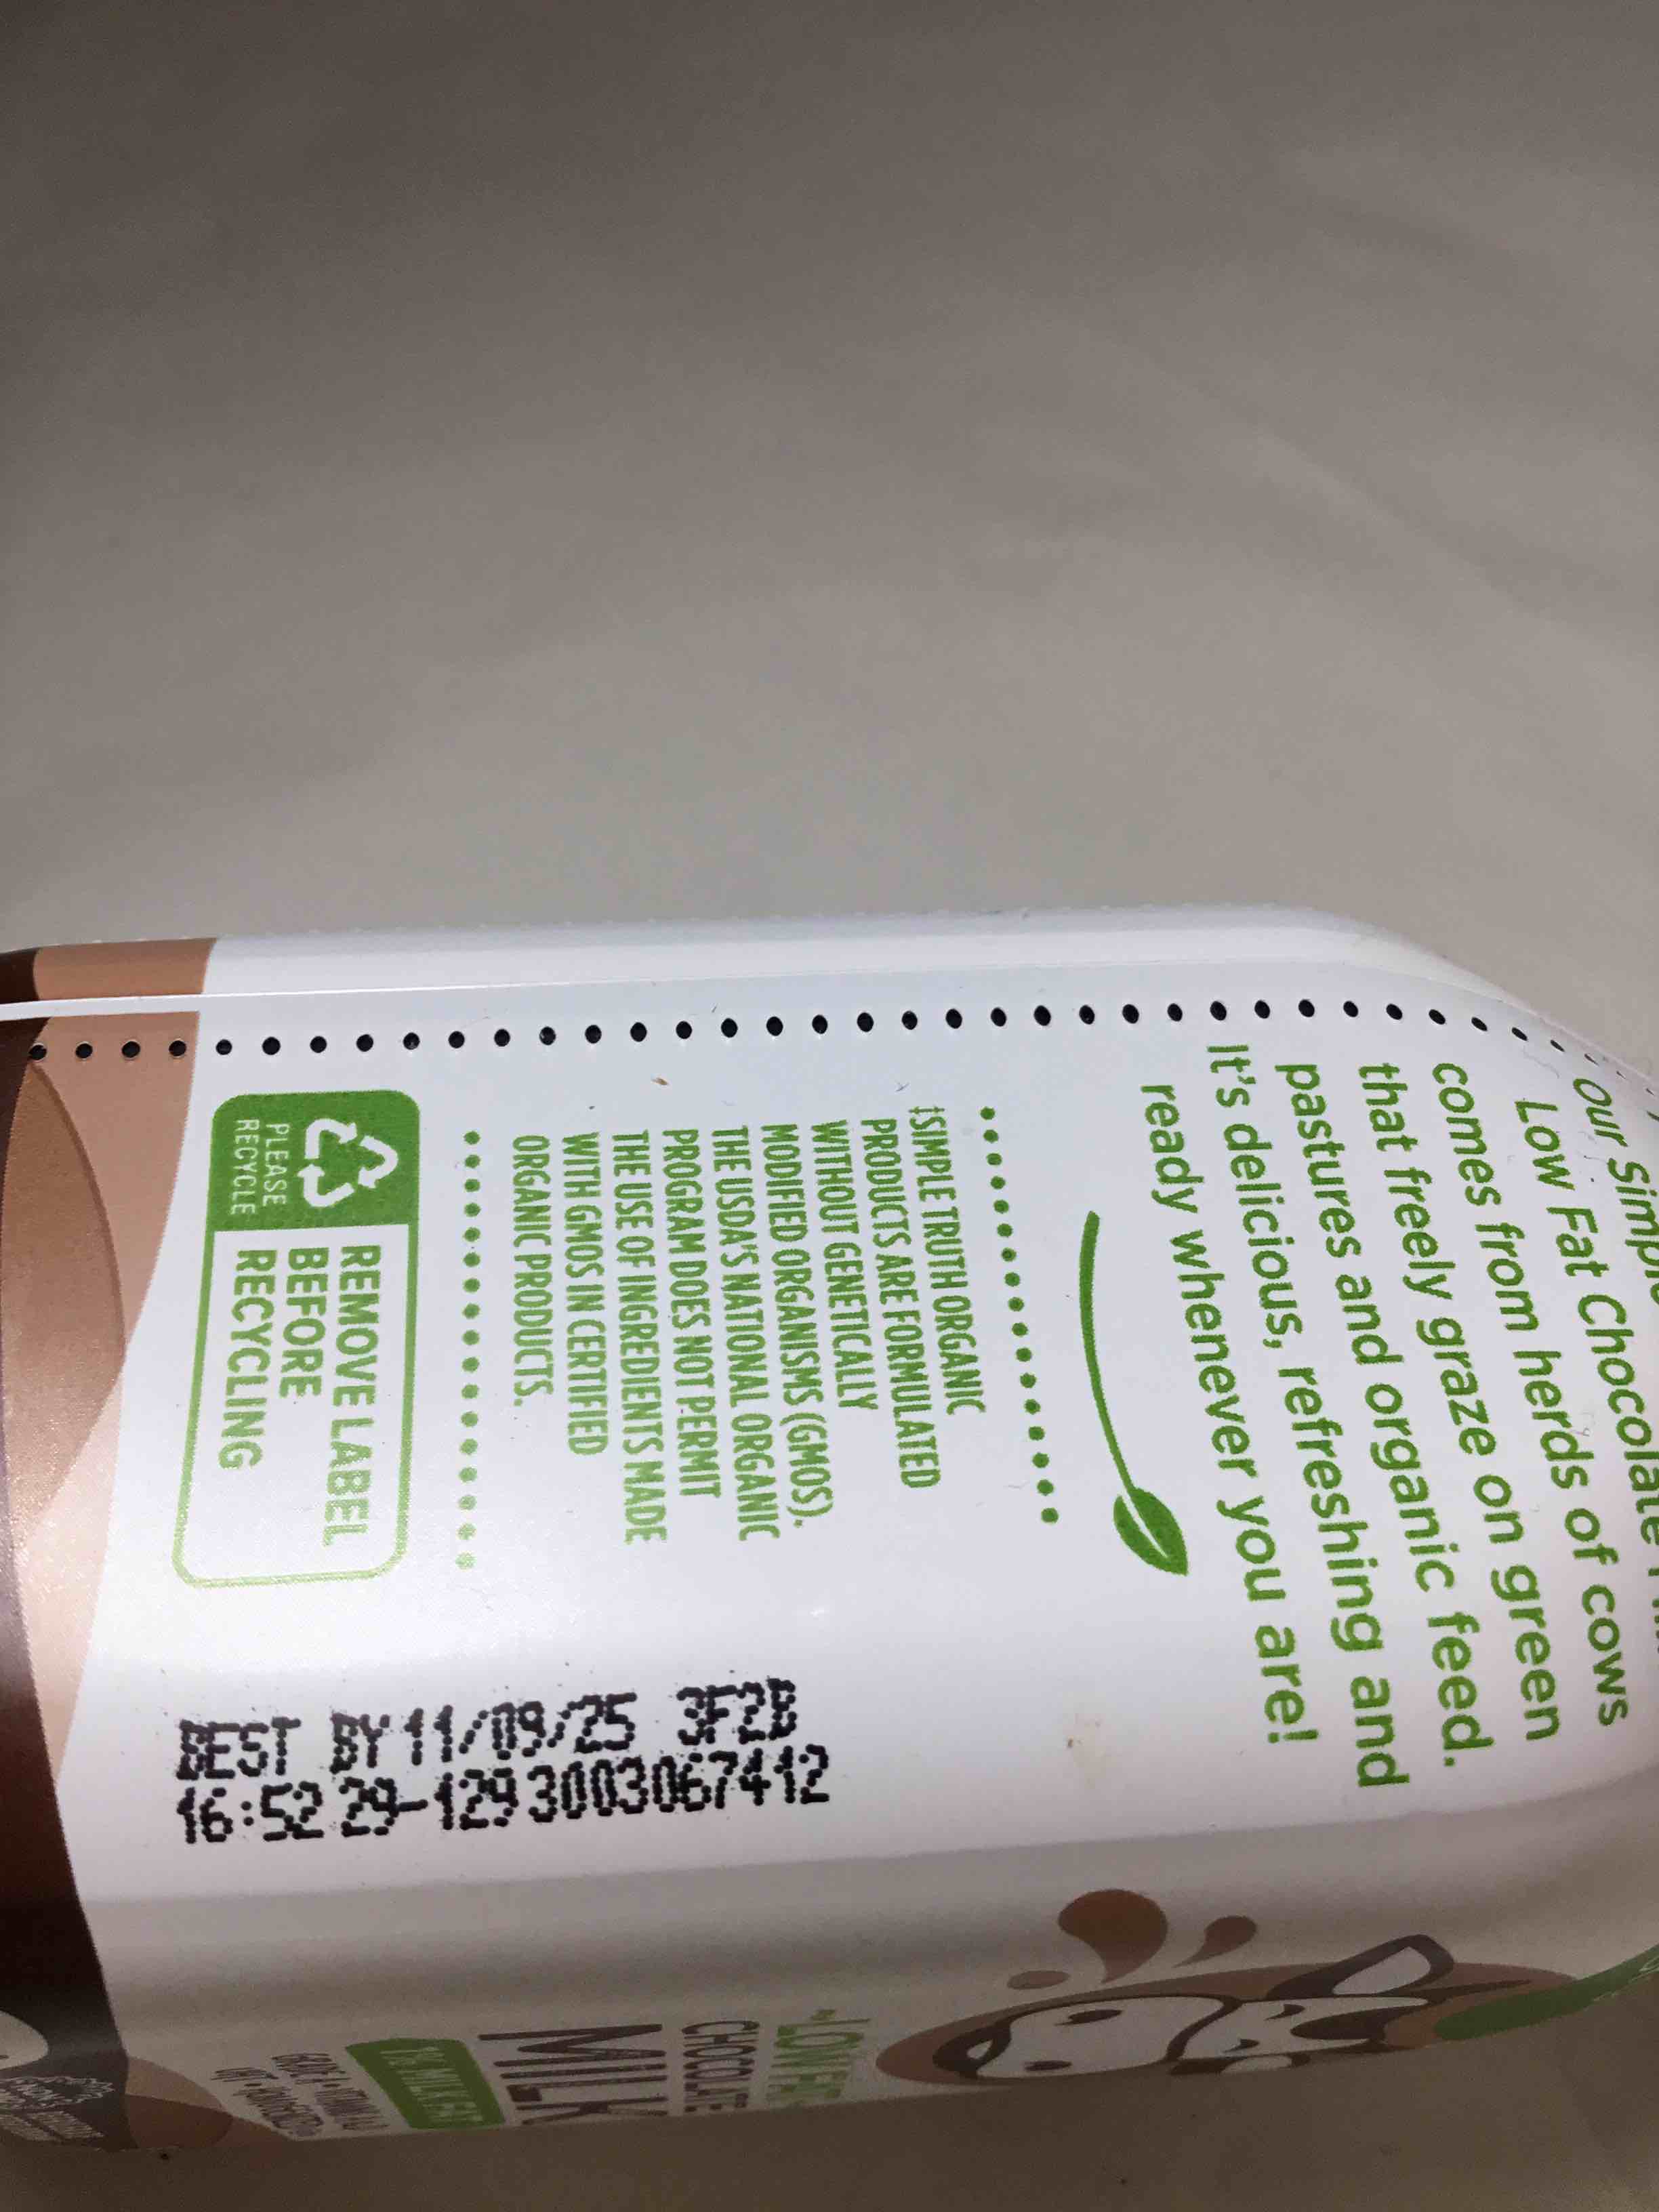 Our
Low Fat Chocolate
comes from herds of cows
that freely graze on green
pastures and organic feed.
It's delicious, refreshing and
ready whenever you are!
‡SIMPLE TRUTH ORGANIC
PRODUCTS ARE FORMULATED
WITHOUT GENETICALLY
MODIFIED ORGANISMS (GMOS).
THE USDA'S NATIONAL ORGANIC
PROGRAM DOES NOT PERMIT
THE USE OF INGREDIENTS MADE
WITH GMOS IN CERTIFIED
ORGANIC PRODUCTS.
PLEASE
RECYCLE
REMOVE LABEL
BEFORE
RECYCLING
BEST BY 11/09/25 3F2B
16:52 29-129 3003067412
CHOCOLATE
MILK
1% MILKFAT